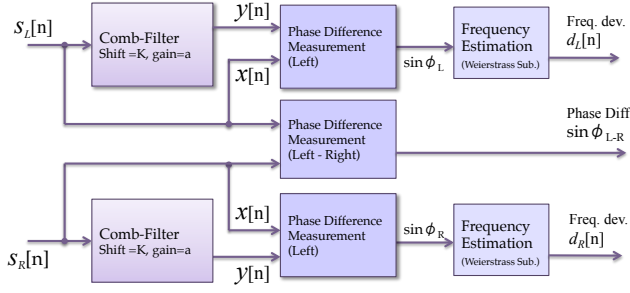 s_L[n]
Comb-Filter
Shift =K, gain=a
y[n]
x[n]
Phase Difference
Measurement
(Left)
sin ϕ_L
Frequency
Estimation
(Weierstrass Sub.)
Freq. dev.
d_L[n]
Phase Difference
Measurement
(Left - Right)
Phase Diff
sin ϕ_L-R
s_R[n]
Comb-Filter
Shift =K, gain=a
x[n]
y[n]
Phase Difference
Measurement
(Left)
sin ϕ_R
Frequency
Estimation
(Weierstrass Sub.)
Freq. dev.
d_R[n]